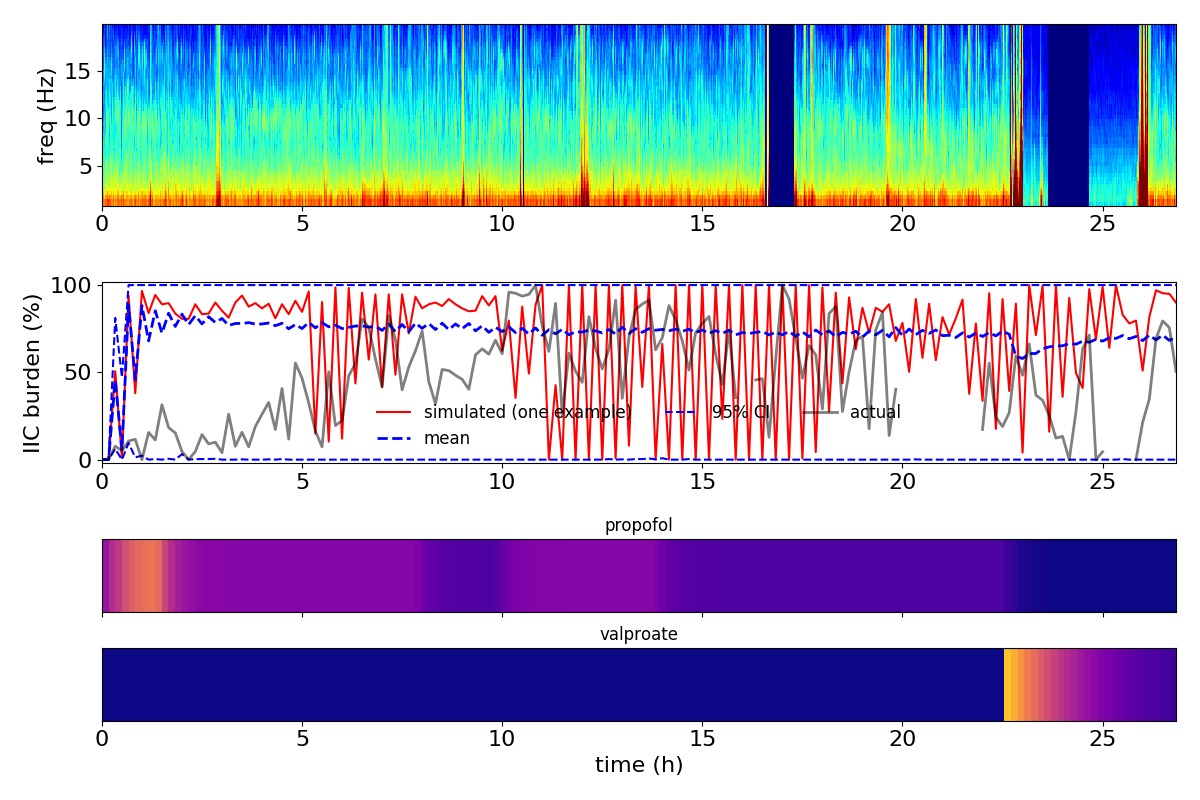 freq (Hz)
15
10
5
0 5 10 15 20 25
IIC burden (%)
100
50
0
simulated (one example) 95% CI actual
mean
0 5 10 15 20 25
propofol
valproate
0 5 10 15 20 25
time (h)